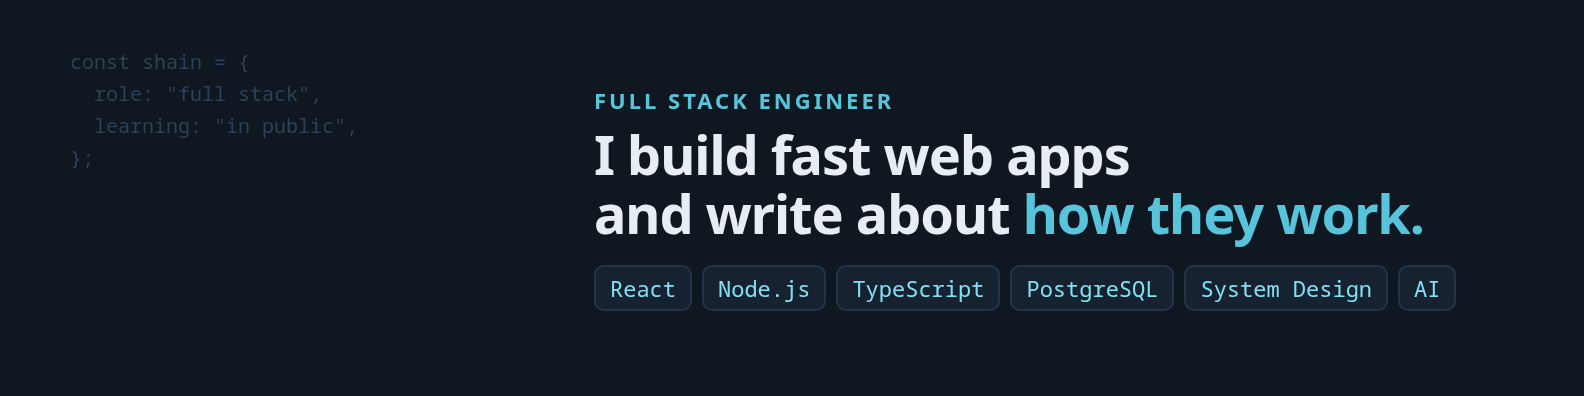 const shain = {
  role: "full stack",
  learning: "in public",
};
FULL STACK ENGINEER
I build fast web apps
and write about how they work.
React Node.js TypeScript PostgreSQL System Design AI